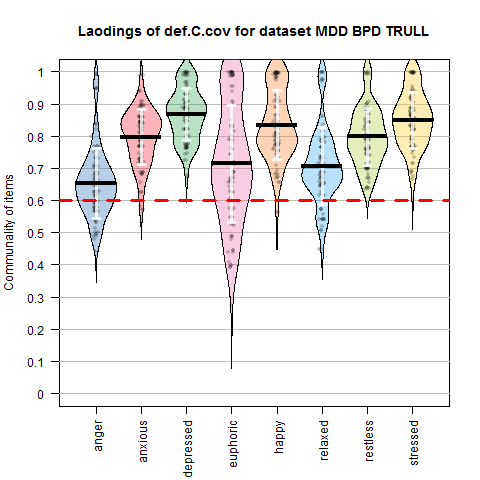 Laodings of def.C.cov for dataset MDD BPD TRULL
Communality of items
1
0.9
0.8
0.7
0.6
0.5
0.4
0.3
0.2
0.1
0
anger
anxious
depressed
euphoric
happy
relaxed
restless
stressed